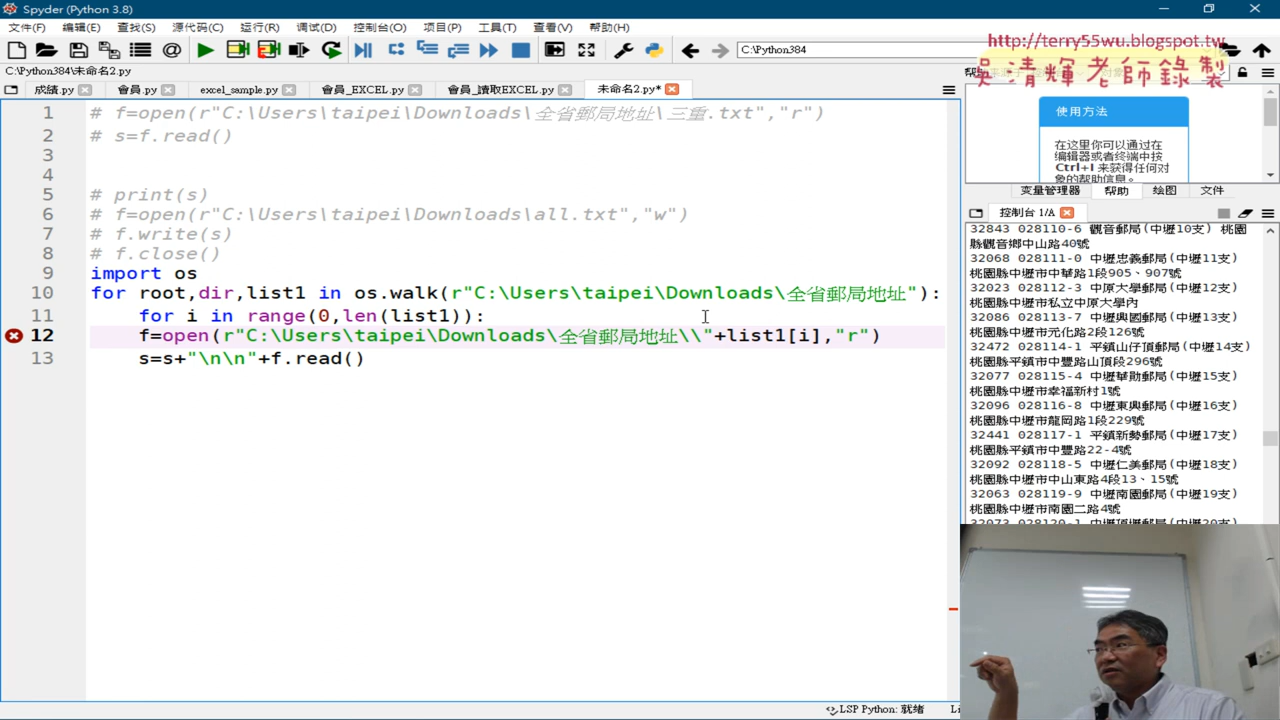 Spyder (Python 3.8)
文件(F) 编辑(E) 查找(S) 源代码(C) 运行(R) 调试(D) 控制台(O) 项目(P) 工具(T) 查看(V) 帮助(H)
C:\Python384
http://terry55wu.blogspot.tw
吳清輝老師錄製
C:\Python384\未命名2.py
成績.py 會員.py excel_sample.py 會員_EXCEL.py 會員_讀取EXCEL.py 未命名2.py*
1 # f=open(r"C:\Users\taipei\Downloads\全省郵局地址\三重.txt","r")
2 # s=f.read()
3
4
5 # print(s)
6 # f=open(r"C:\Users\taipei\Downloads\all.txt","w")
7 # f.write(s)
8 # f.close()
9 import os
10 for root,dir,list1 in os.walk(r"C:\Users\taipei\Downloads\全省郵局地址"):
11 for i in range(0,len(list1)):
12 f=open(r"C:\Users\taipei\Downloads\全省郵局地址\\"+list1[i],"r")
13 s=s+"\n\n"+f.read()
使用方法
在这里你可以通过在
编辑器或者终端中按
Ctrl+I 来获得任何对
象的帮助信息。
变量管理器 帮助 绘图 文件
控制台 1/A
32843 028110-6 觀音郵局(中壢10支) 桃園
縣觀音鄉中山路40號
32068 028111-0 中壢忠義郵局(中壢11支)
桃園縣中壢市中華路1段905、907號
32023 028112-3 中原大學郵局(中壢12支)
桃園縣中壢市私立中原大學內
32086 028113-7 中壢興國郵局(中壢13支)
桃園縣中壢市元化路2段126號
32472 028114-1 平鎮山仔頂郵局(中壢14支)
桃園縣平鎮市中豐路山頂段296號
32077 028115-4 中壢華勛郵局(中壢15支)
桃園縣中壢市幸福新村1號
32096 028116-8 中壢東興郵局(中壢16支)
桃園縣中壢市龍岡路1段229號
32441 028117-1 平鎮新勢郵局(中壢17支)
桃園縣平鎮市中豐路22-4號
32092 028118-5 中壢仁美郵局(中壢18支)
桃園縣中壢市中山東路4段13、15號
32063 028119-9 中壢南園郵局(中壢19支)
桃園縣中壢市南園二路4號
LSP Python: 就绪